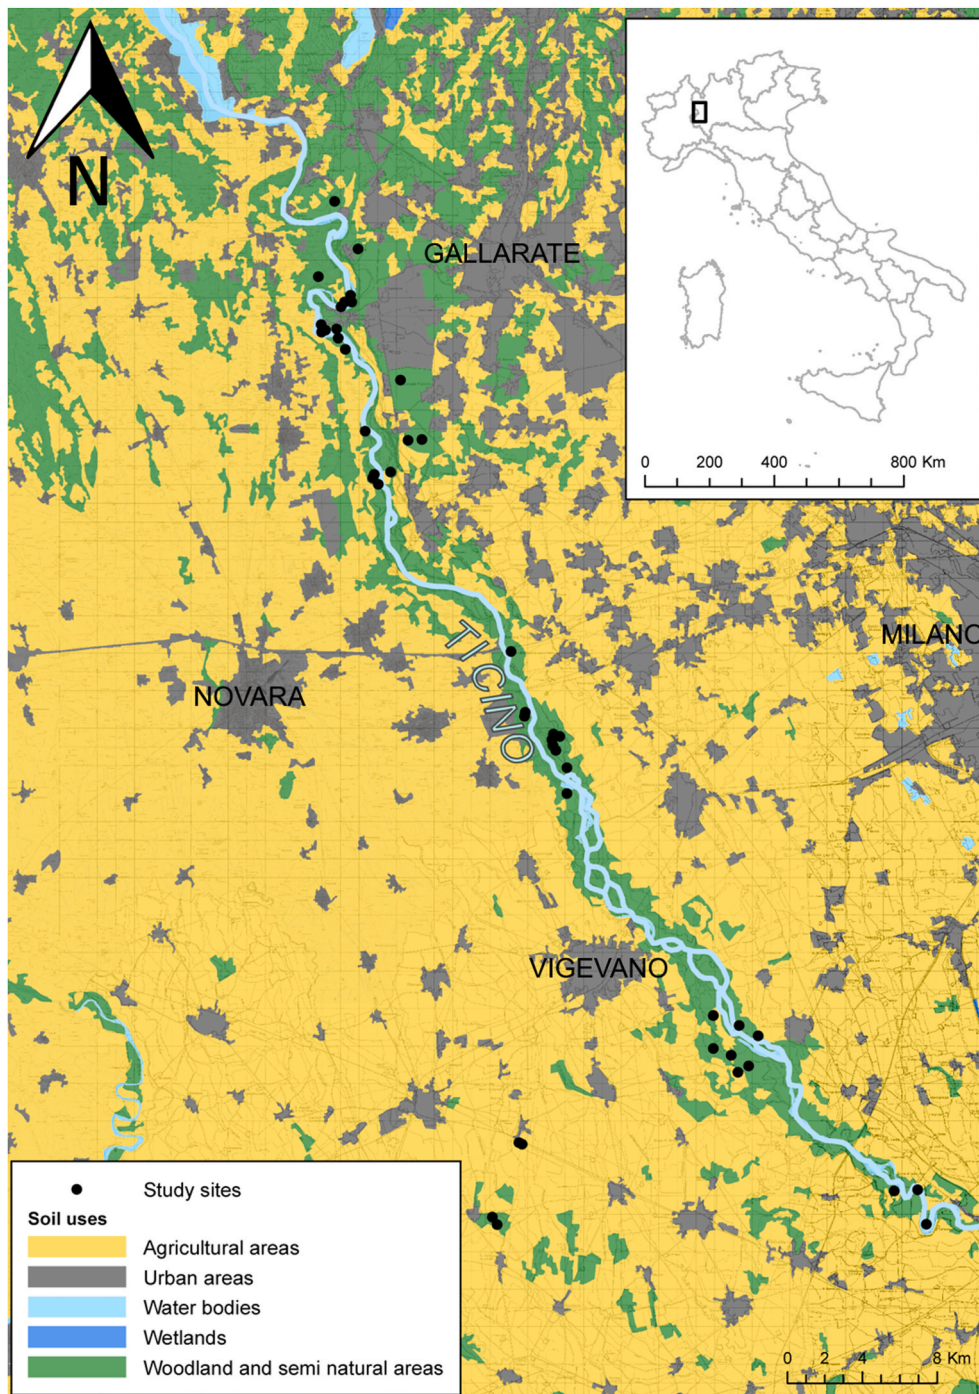 N
GALLARATE
0 200 400 800 Km
MILANO
TICINO
NOVARA
VIGEVANO
Study sites
Soil uses
Agricultural areas
Urban areas
Water bodies
Wetlands
Woodland and semi natural areas
0 2 4 8 Km